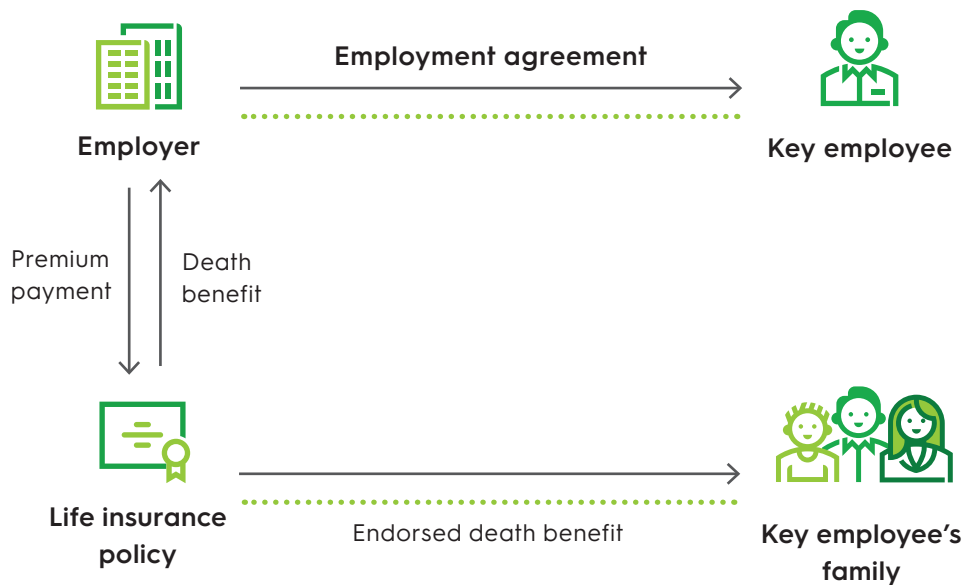 Employment agreement
Employer
Key employee
Premium
payment
Death
benefit
Life insurance
policy
Endorsed death benefit
Key employee’s
family